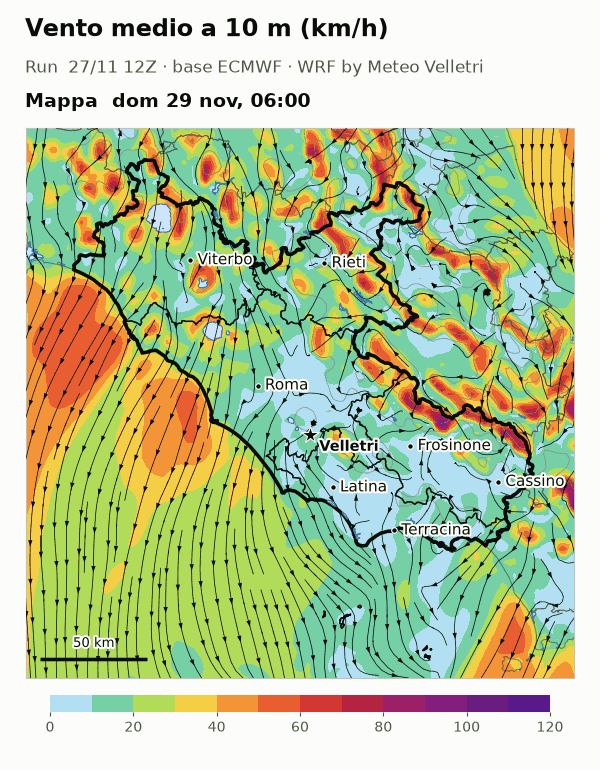 Vento medio a 10 m (km/h)
Run  27/11 12Z · base ECMWF · WRF by Meteo Velletri
Mappa  dom 29 nov, 06:00
Viterbo
Rieti
Roma
Velletri
Frosinone
Cassino
Latina
Terracina
50 km
0 20 40 60 80 100 120